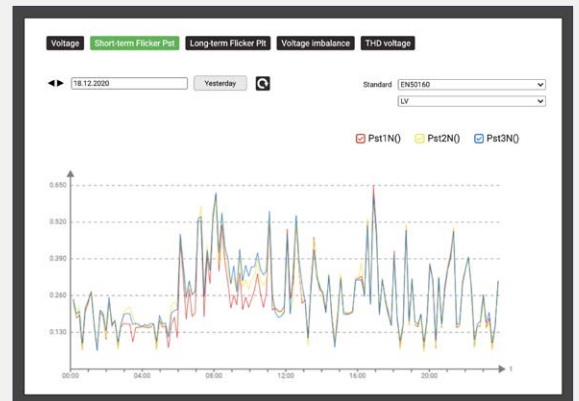 Voltage Short-term Flicker Pst Long-term Flicker Plt Voltage imbalance THD voltage
18.12.2020 Yesterday Standard EN50160
LV
Pst1N() Pst2N() Pst3N()
0.650
0.520
0.390
0.260
0.130
00:00 04:00 08:00 12:00 16:00 20:00 t